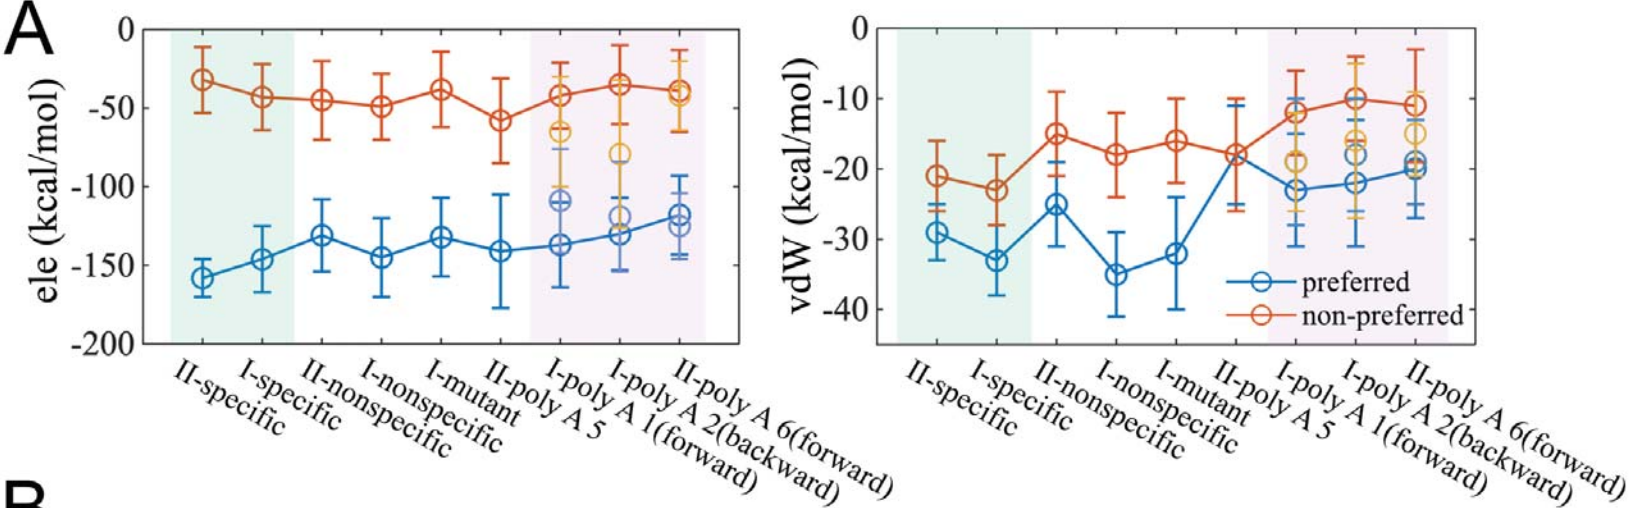 A
ele (kcal/mol)
0
-50
-100
-150
-200
II-specific
I-specific
II-nonspecific
I-nonspecific
I-mutant
II-poly A 5
I-poly A 1(forward)
I-poly A 2(backward)
II-poly A 6(forward)
vdW (kcal/mol)
0
-10
-20
-30
-40
preferred
non-preferred
II-specific
I-specific
II-nonspecific
I-nonspecific
I-mutant
II-poly A 5
I-poly A 1(forward)
I-poly A 2(backward)
II-poly A 6(forward)
B